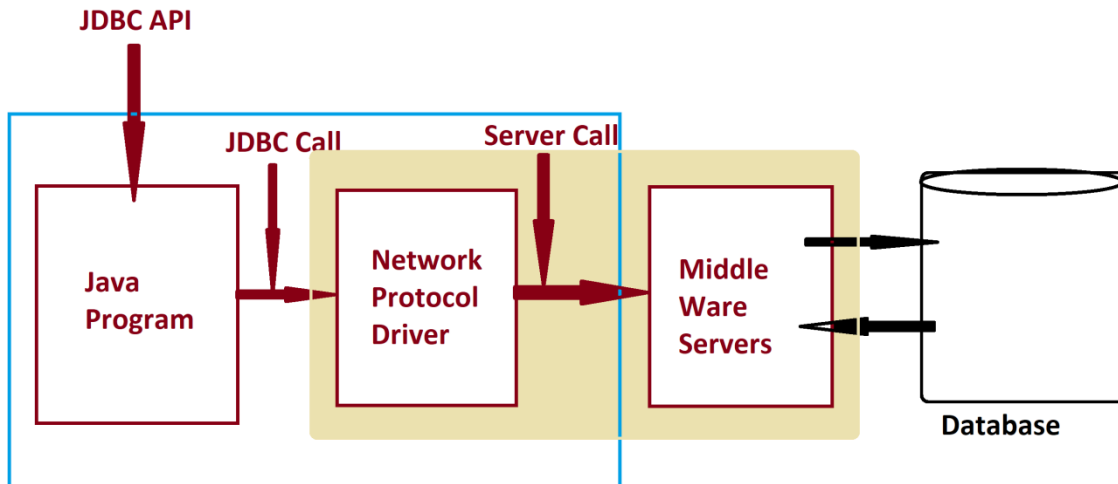 JDBC API
JDBC Call
Server Call
Java
Program
Network
Protocol
Driver
Middle
Ware
Servers
Database